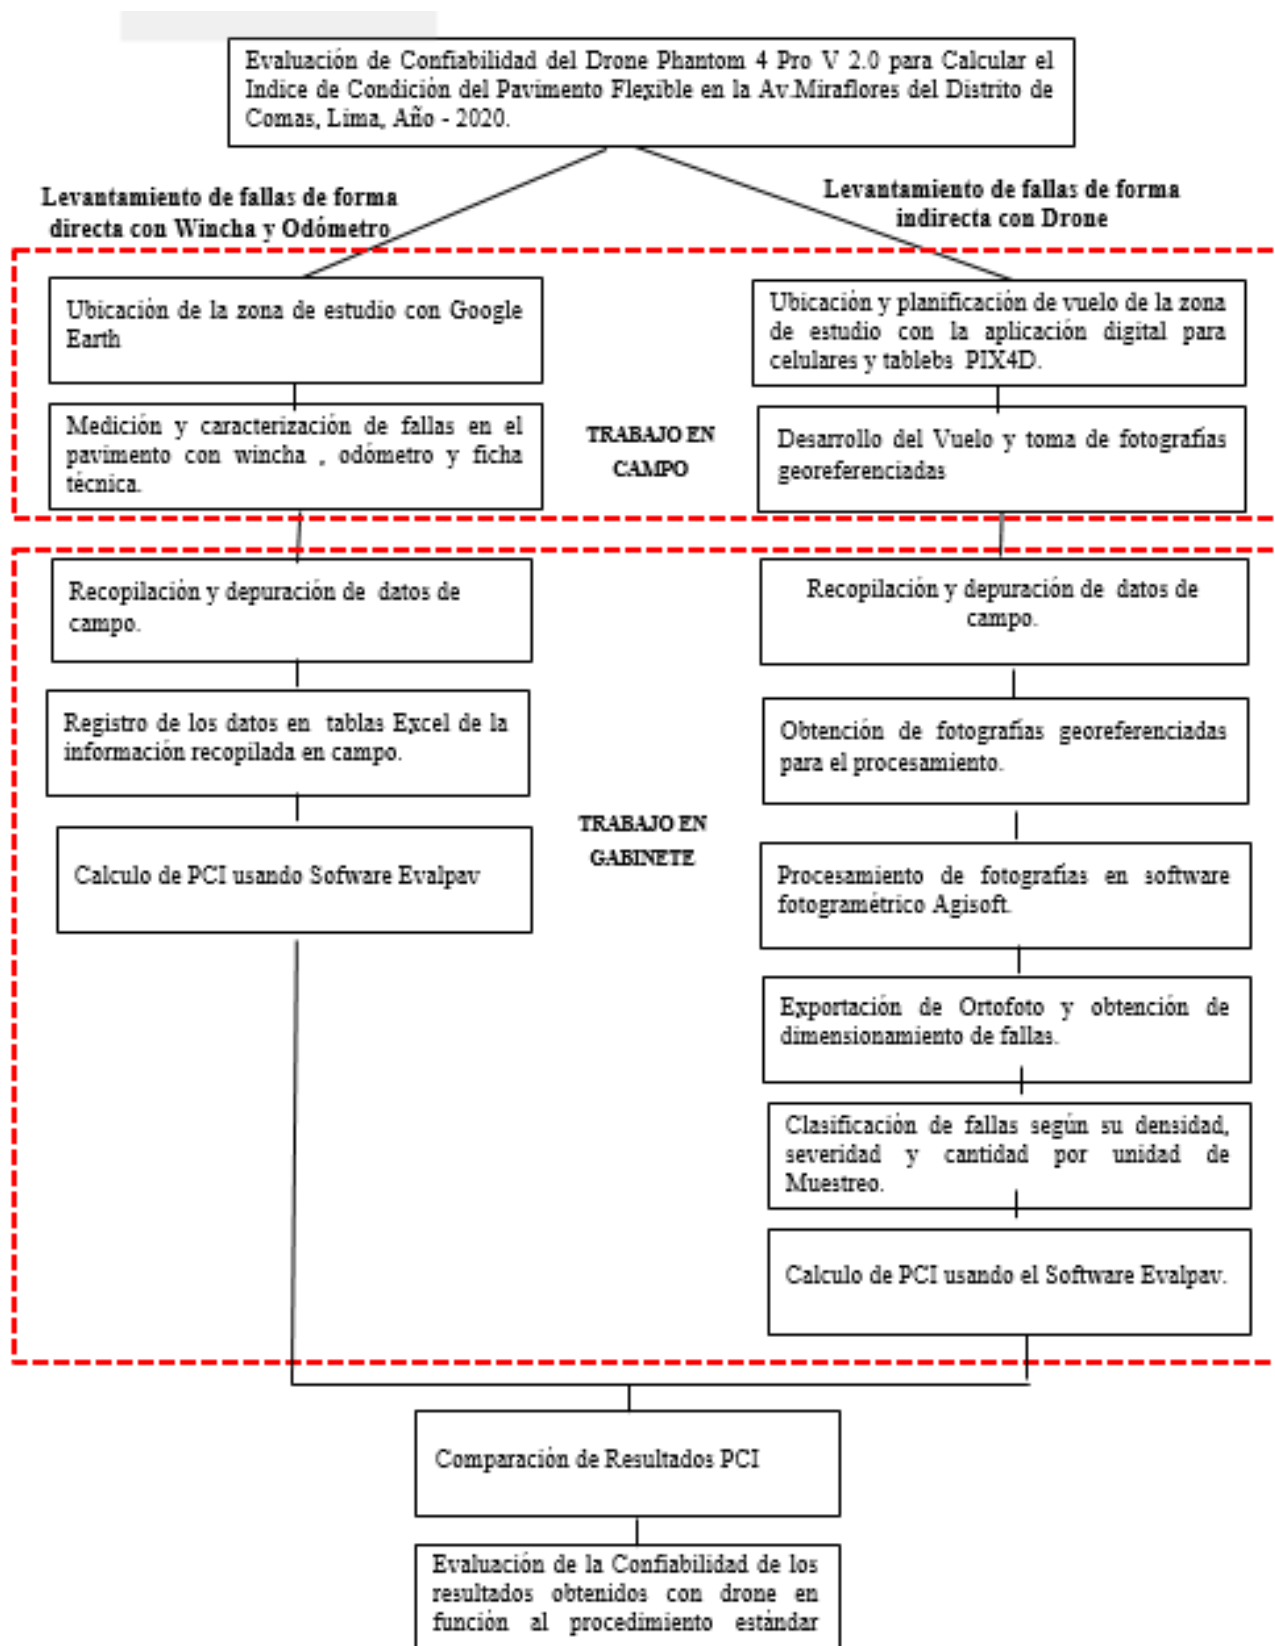 Evaluación de Confiabilidad del Drone Phantom 4 Pro V 2.0 para Calcular el
Indice de Condición del Pavimento Flexible en la Av.Miraflores del Distrito de
Comas, Lima, Año - 2020.
Levantamiento de fallas de forma
directa con Wincha y Odómetro
Levantamiento de fallas de forma
indirecta con Drone
Ubicación de la zona de estudio con Google
Earth
Medición y caracterización de fallas en el
pavimento con wincha , odómetro y ficha
técnica.
TRABAJO EN
CAMPO
Ubicación y planificación de vuelo de la zona
de estudio con la aplicación digital para
celulares y tablebs PIX4D.
Desarrollo del Vuelo y toma de fotografías
georeferenciadas
Recopilación y depuración de datos de
campo.
Registro de los datos en tablas Excel de la
información recopilada en campo.
Calculo de PCI usando Sofware Evalpav
TRABAJO EN
GABINETE
Recopilación y depuración de datos de
campo.
Obtención de fotografías georeferenciadas
para el procesamiento.
Procesamiento de fotografías en software
fotogramétrico Agisoft.
Exportación de Ortofoto y obtención de
dimensionamiento de fallas.
Clasificación de fallas según su densidad,
severidad y cantidad por unidad de
Muestreo.
Calculo de PCI usando el Software Evalpav.
Comparación de Resultados PCI
Evaluación de la Confiabilidad de los
resultados obtenidos con drone en
función al procedimiento estándar